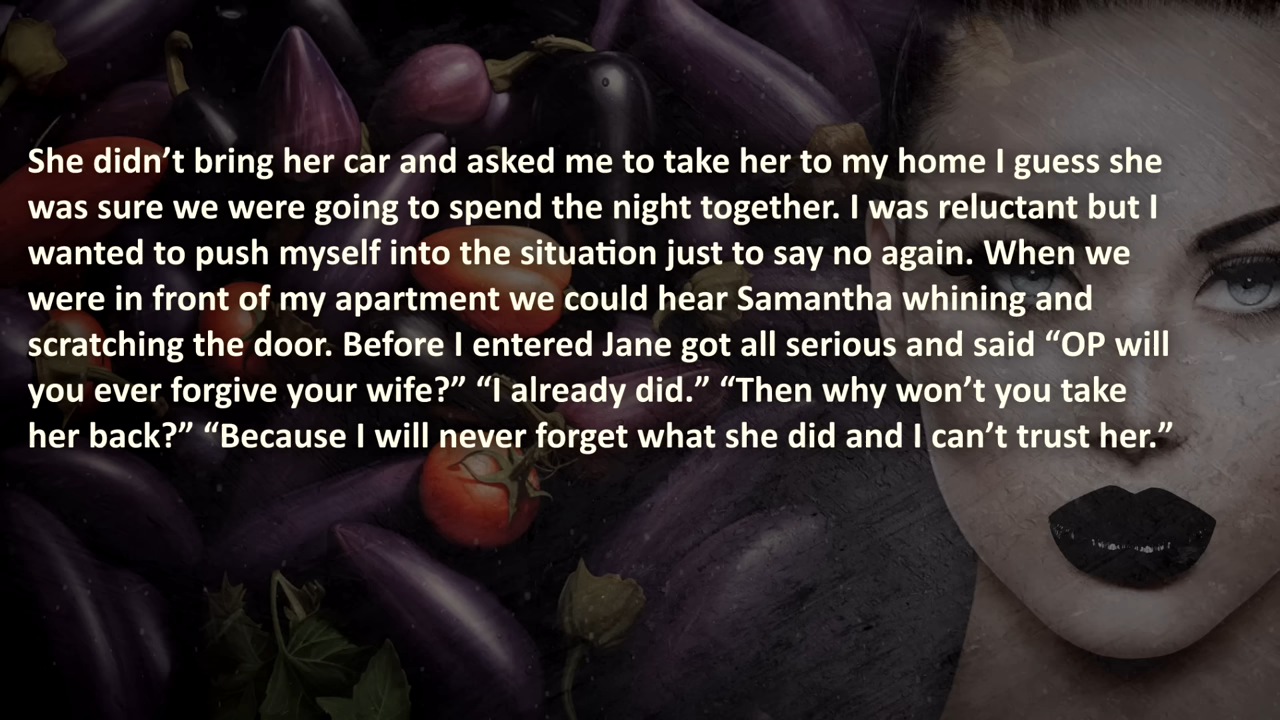 She didn’t bring her car and asked me to take her to my home I guess she
was sure we were going to spend the night together. I was reluctant but I
wanted to push myself into the situation just to say no again. When we
were in front of my apartment we could hear Samantha whining and
scratching the door. Before I entered Jane got all serious and said “OP will
you ever forgive your wife?” “I already did.” “Then why won’t you take
her back?” “Because I will never forget what she did and I can’t trust her.”